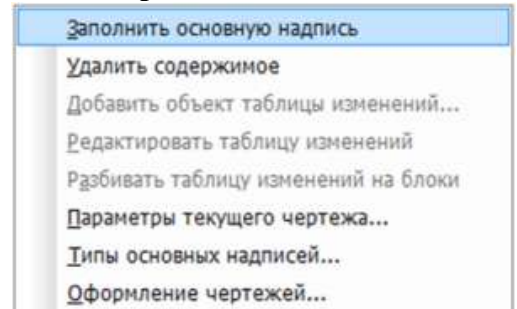 Заполнить основную надпись
Удалить содержимое
Добавить объект таблицы изменений...
Редактировать таблицу изменений
Разбивать таблицу изменений на блоки
Параметры текущего чертежа...
Типы основных надписей...
Оформление чертежей...